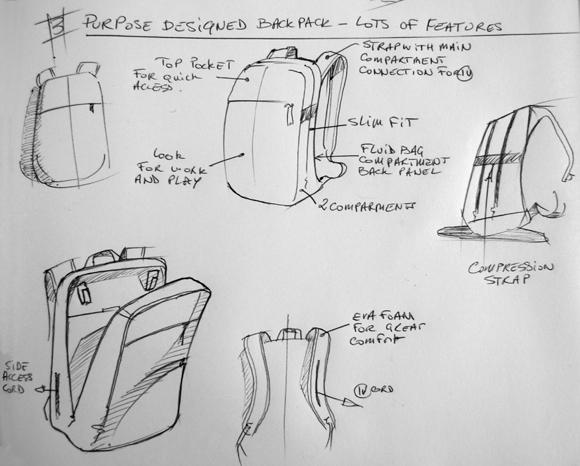 3 PURPOSE DESIGNED BACKPACK - LOTS OF FEATURES
TOP POCKET
FOR QUICK
ACCESS.
STRAP WITH MAIN
COMPARTMENT
CONNECTION FOR IV
SLIM FIT
LOOK
FOR WORK
AND PLAY
FLUID BAG
COMPARTMENT
BACK PANEL
2 COMPARTMENTS
COMPRESSION
STRAP
EVA FOAM
FOR GREAT
COMFORT
SIDE
ACCESS
CORD
IV CORD